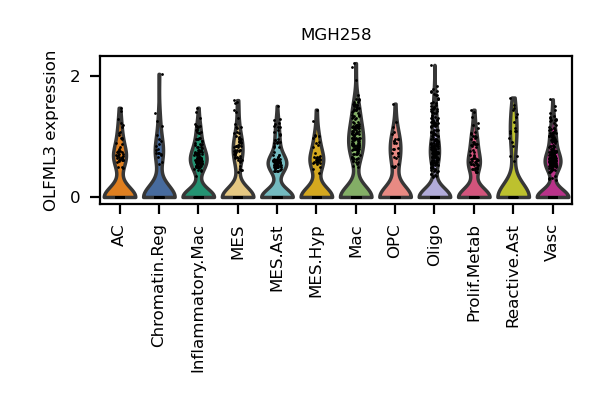 MGH258
OLFML3 expression
2
0
AC
Chromatin.Reg
Inflammatory.Mac
MES
MES.Ast
MES.Hyp
Mac
OPC
Oligo
Prolif.Metab
Reactive.Ast
Vasc